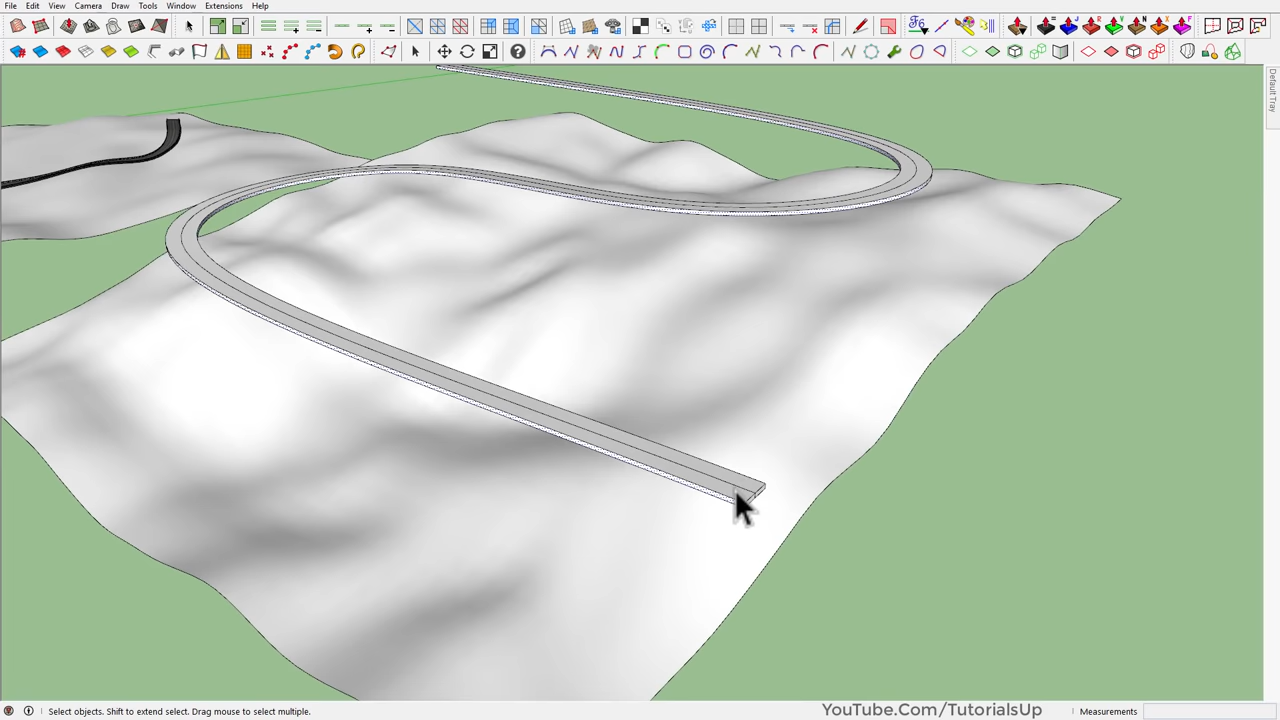 File Edit View Camera Draw Tools Window Extensions Help
Default Tray
Select objects. Shift to extend select. Drag mouse to select multiple.
YouTube.Com/TutorialsUp
Measurements